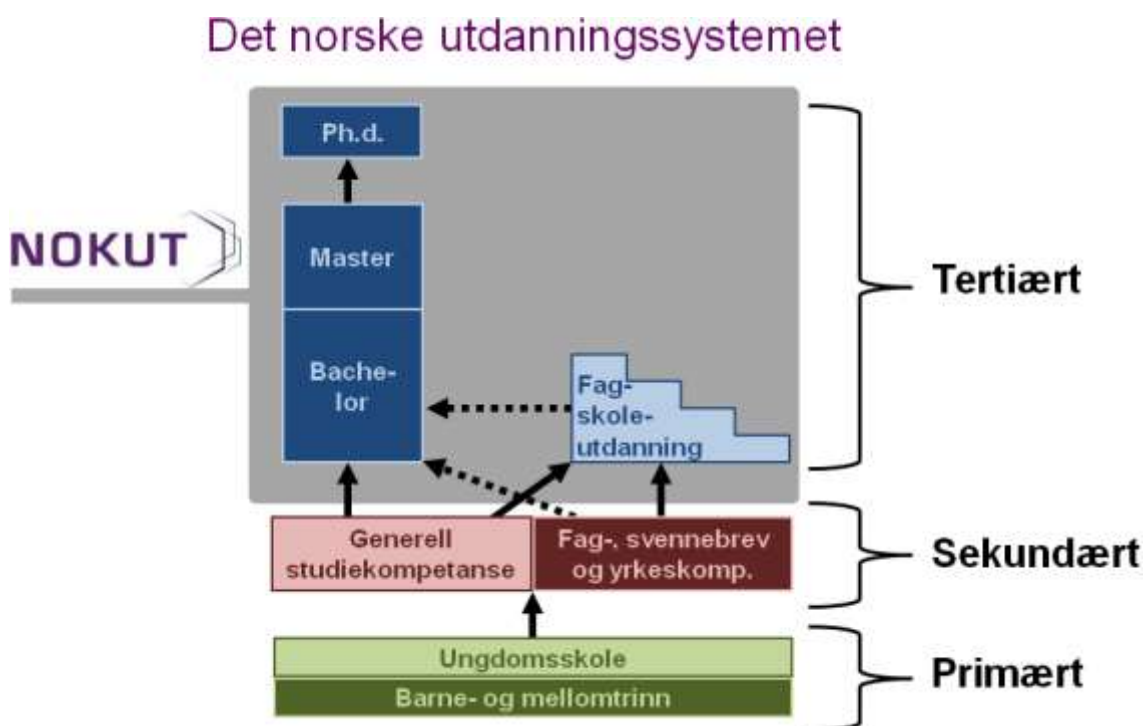 Det norske utdanningssystemet
Ph.d.
NOKUT
Master
Tertiært
Bache-
lor
Fag-
skole-
utdanning
Generell
studiekompetanse
Fag-. svennebrev
og yrkeskomp.
Sekundært
Ungdomsskole
Barne- og mellomtrinn
Primært